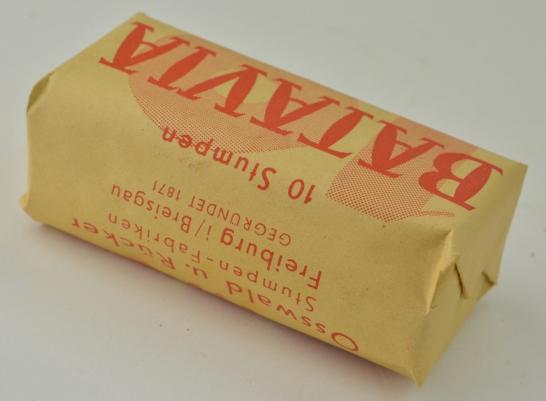 BATAVIA
10 Stumpen
GEGRÜNDET 1871
Freiburg i/Breisgau
Stumpen-Fabriken
Osswald u. Rücker